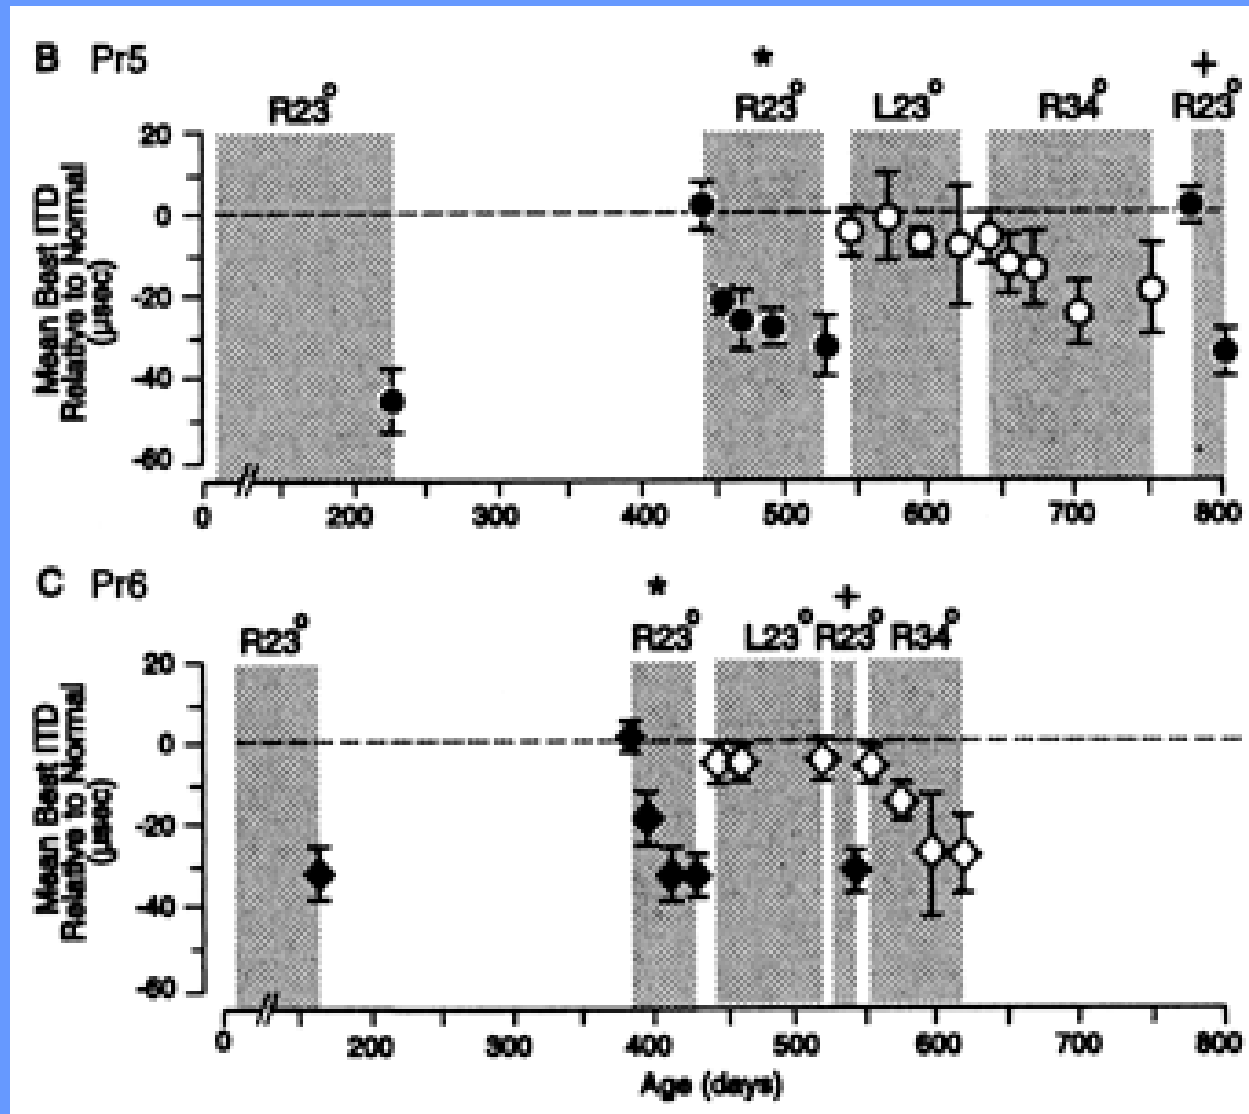 B Pr5
* +
R23° R23° L23° R34° R23°
20
0
-20
-40
-60
Mean Best ITD
Relative to Normal
(µsec)
0 200 300 400 500 600 700 800
C Pr6
* +
R23° R23° L23° R23° R34°
20
0
-20
-40
-60
Mean Best ITD
Relative to Normal
(µsec)
0 200 300 400 500 600 700 800
Age (days)